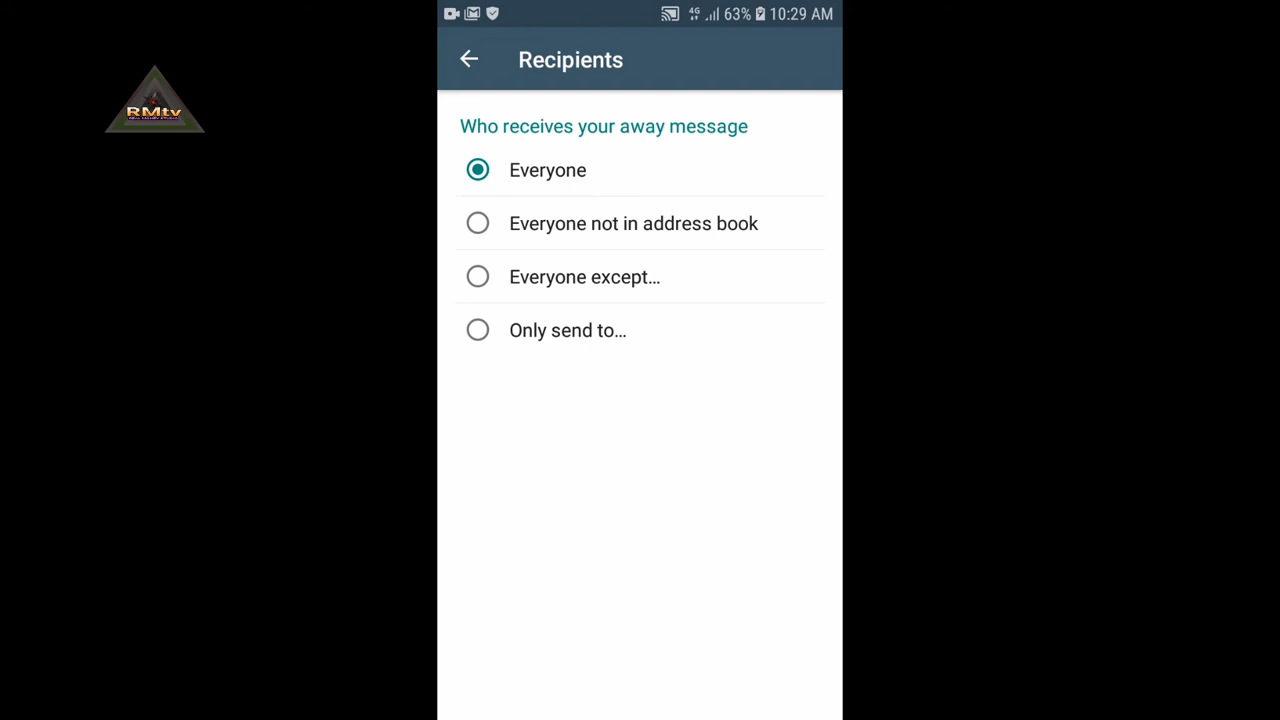 4G 63% 10:29 AM
Recipients
RMtv
Who receives your away message
Everyone
Everyone not in address book
Everyone except...
Only send to...